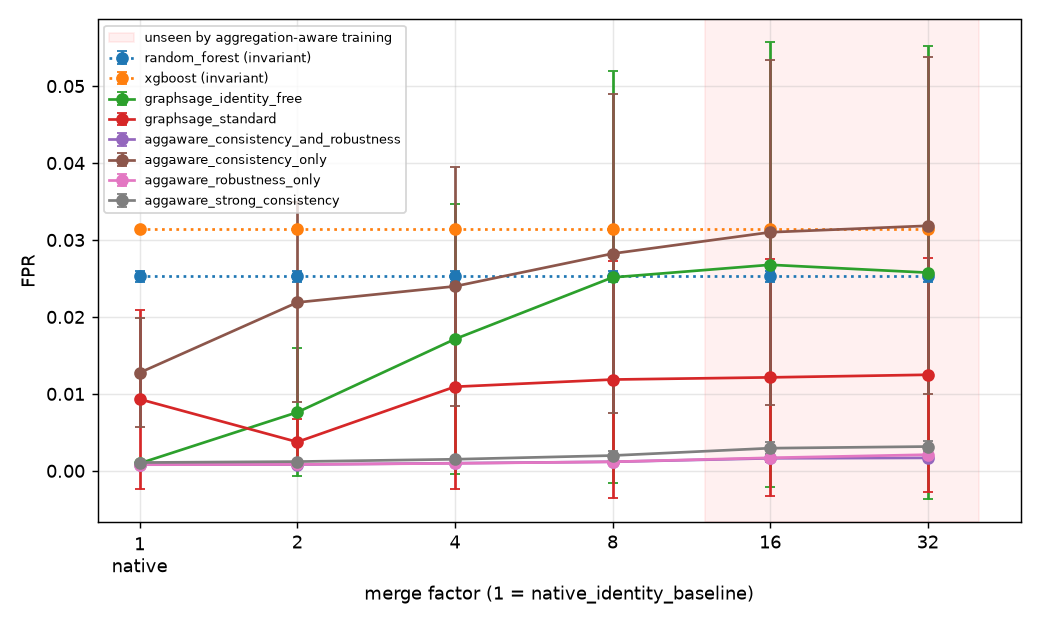 unseen by aggregation-aware training
random_forest (invariant)
xgboost (invariant)
graphsage_identity_free
graphsage_standard
aggaware_consistency_and_robustness
aggaware_consistency_only
aggaware_robustness_only
aggaware_strong_consistency
FPR
0.05
0.04
0.03
0.02
0.01
0.00
1 2 4 8 16 32
native
merge factor (1 = native_identity_baseline)